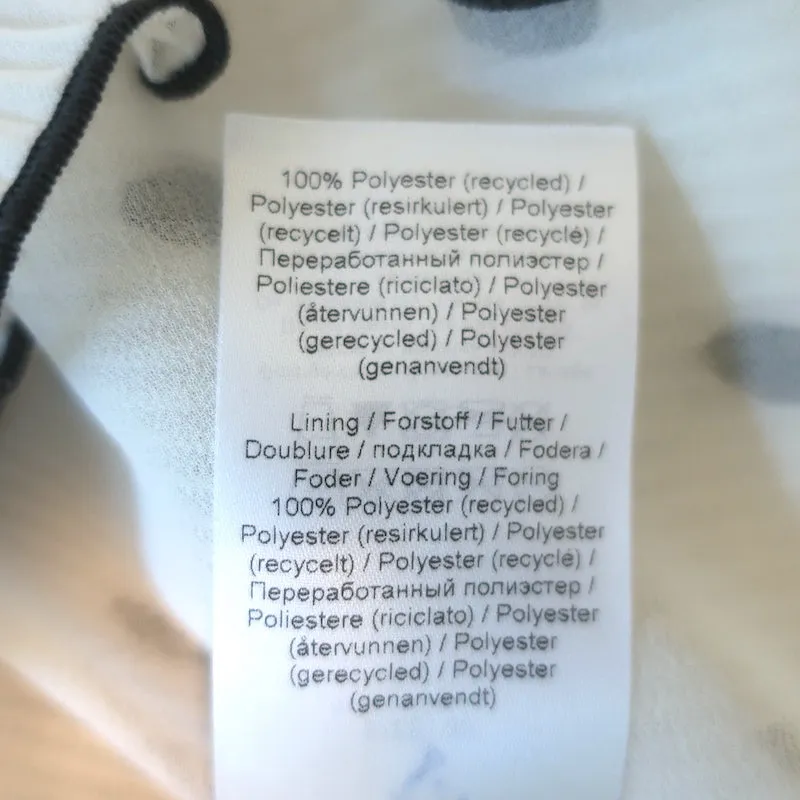 100% Polyester (recycled) /
Polyester (resirkulert) / Polyester
(recycelt) / Polyester (recyclé) /
Переработанный полиэстер /
Poliestere (riciclato) / Polyester
(återvunnen) / Polyester
(gerecycled) / Polyester
(genanvendt)
Lining / Forstoff / Futter /
Doublure / подкладка / Fodera /
Foder / Voering / Foring
100% Polyester (recycled) /
Polyester (resirkulert) / Polyester
(recycelt) / Polyester (recyclé) /
Переработанный полиэстер /
Poliestere (riciclato) / Polyester
(återvunnen) / Polyester
(gerecycled) / Polyester
(genanvendt)